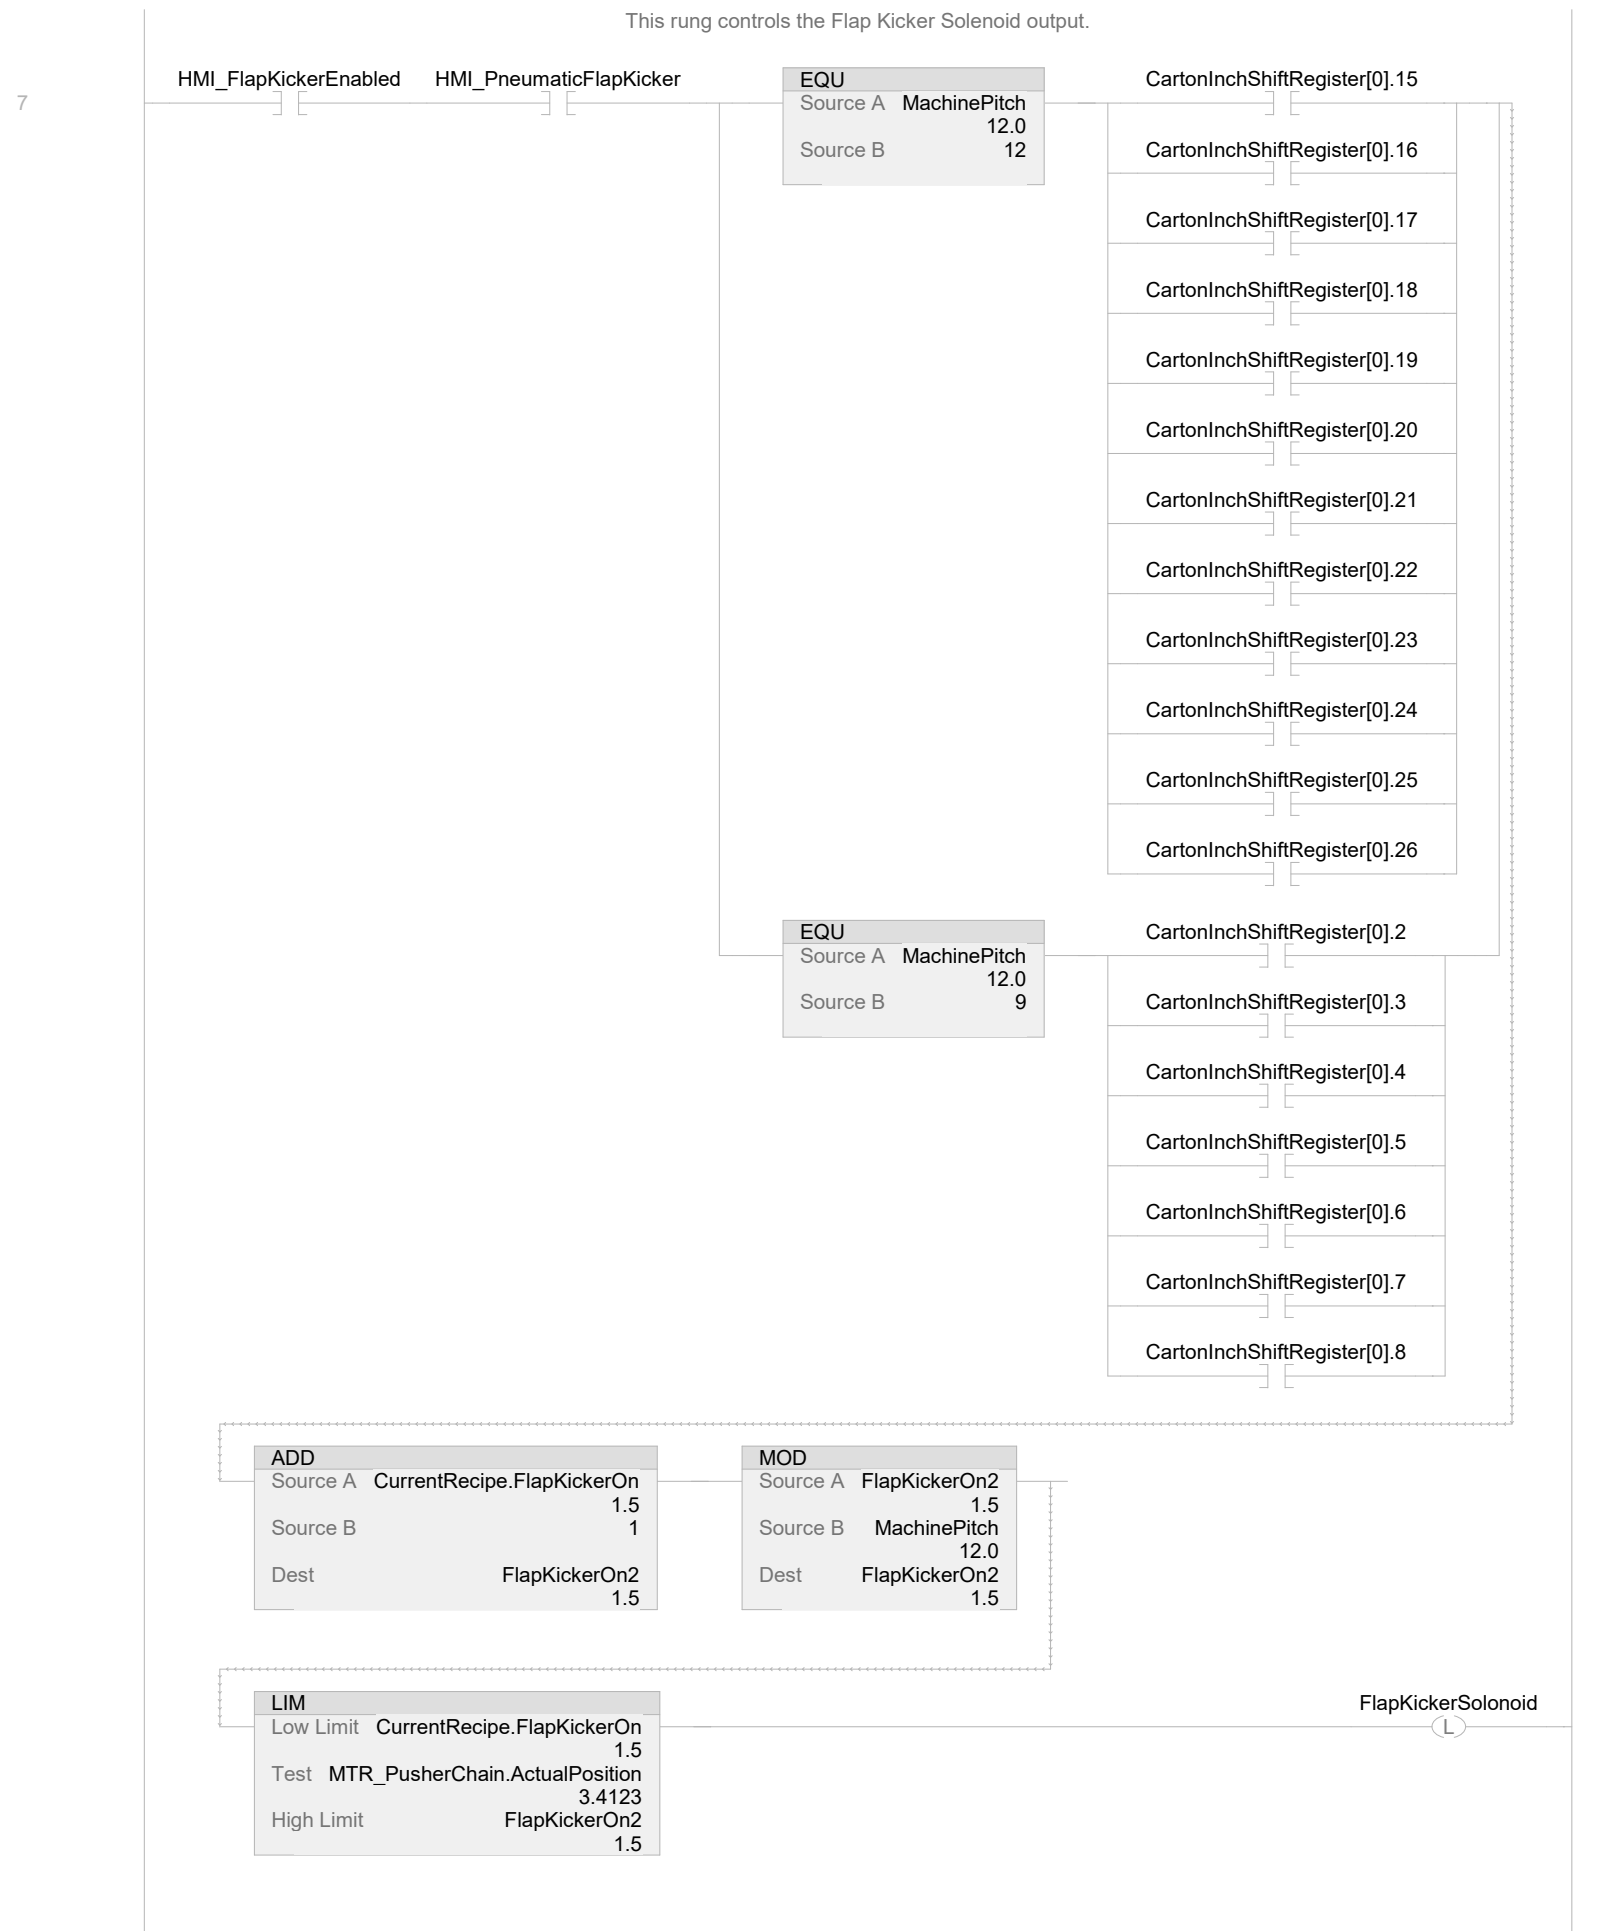 This rung controls the Flap Kicker Solenoid output.
7
HMI_FlapKickerEnabled
HMI_PneumaticFlapKicker
EQU
Source A MachinePitch
12.0
Source B 12
CartonInchShiftRegister[0].15
CartonInchShiftRegister[0].16
CartonInchShiftRegister[0].17
CartonInchShiftRegister[0].18
CartonInchShiftRegister[0].19
CartonInchShiftRegister[0].20
CartonInchShiftRegister[0].21
CartonInchShiftRegister[0].22
CartonInchShiftRegister[0].23
CartonInchShiftRegister[0].24
CartonInchShiftRegister[0].25
CartonInchShiftRegister[0].26
EQU
Source A MachinePitch
12.0
Source B 9
CartonInchShiftRegister[0].2
CartonInchShiftRegister[0].3
CartonInchShiftRegister[0].4
CartonInchShiftRegister[0].5
CartonInchShiftRegister[0].6
CartonInchShiftRegister[0].7
CartonInchShiftRegister[0].8
ADD
Source A CurrentRecipe.FlapKickerOn
1.5
Source B 1
Dest FlapKickerOn2
1.5
MOD
Source A FlapKickerOn2
1.5
Source B MachinePitch
12.0
Dest FlapKickerOn2
1.5
LIM
Low Limit CurrentRecipe.FlapKickerOn
1.5
Test MTR_PusherChain.ActualPosition
3.4123
High Limit FlapKickerOn2
1.5
FlapKickerSolonoid
L